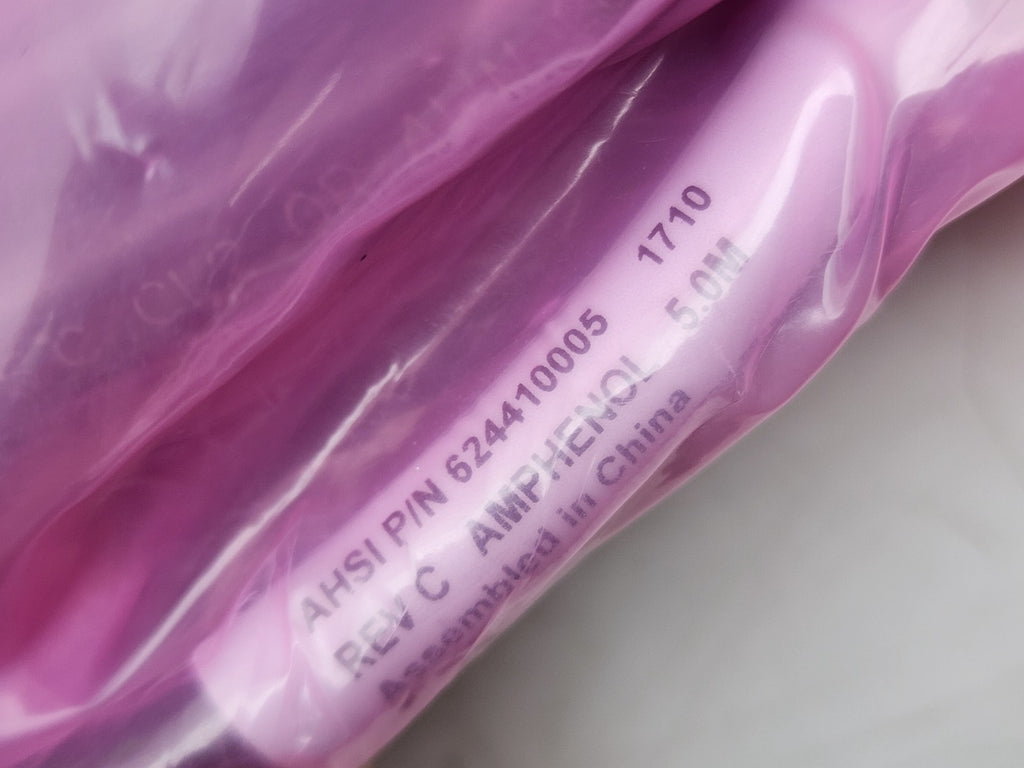 AHSI P/N 624410005 1710
REV C AMPHENOL 5.0M
Assembled in China